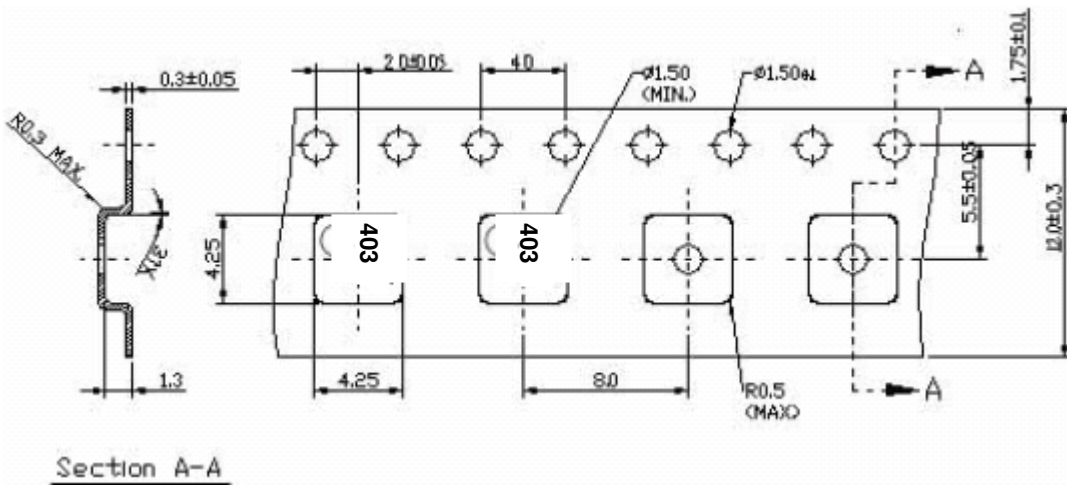 0.3±0.05
2.0±0.05
4.0
Ø1.50
(MIN.)
Ø1.50
A
1.75±0.1
R0.3 MAX.
5.5±0.05
12.0±0.3
4.25
403
403
1.3
4.25
8.0
R0.5
(MAX)
A
Section A-A